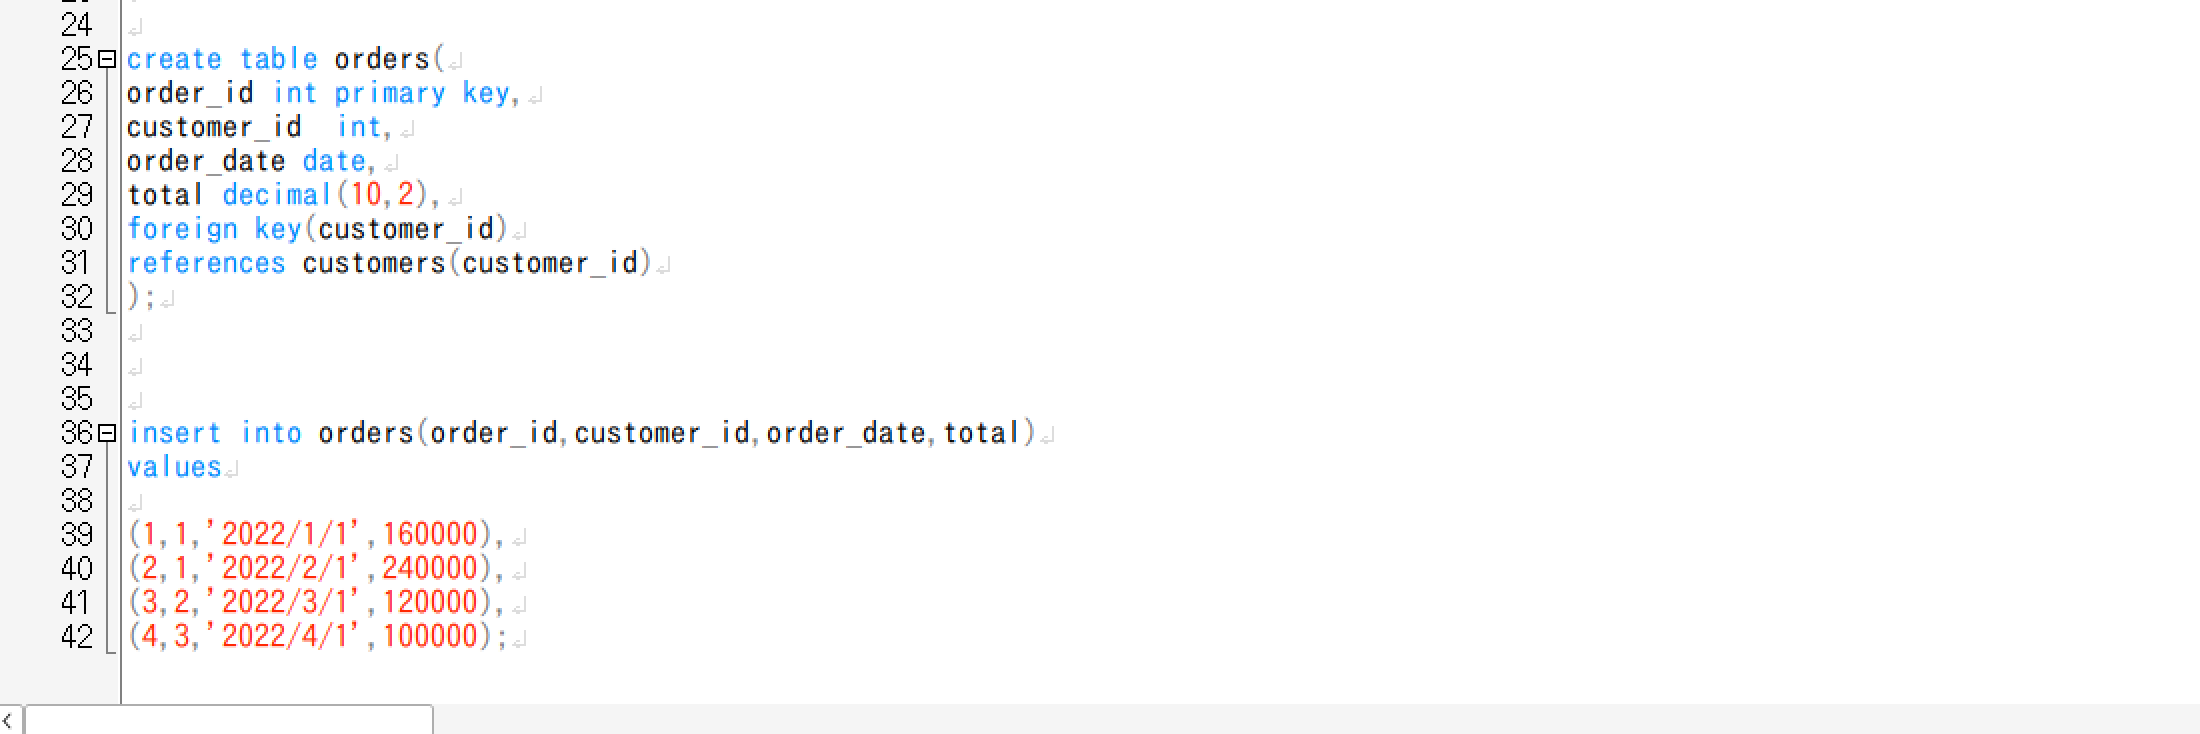 24
25 create table orders(
26 order_id int primary key,
27 customer_id  int,
28 order_date date,
29 total decimal(10,2),
30 foreign key(customer_id)
31 references customers(customer_id)
32 );
33
34
35
36 insert into orders(order_id,customer_id,order_date,total)
37 values
38
39 (1,1,'2022/1/1',160000),
40 (2,1,'2022/2/1',240000),
41 (3,2,'2022/3/1',120000),
42 (4,3,'2022/4/1',100000);